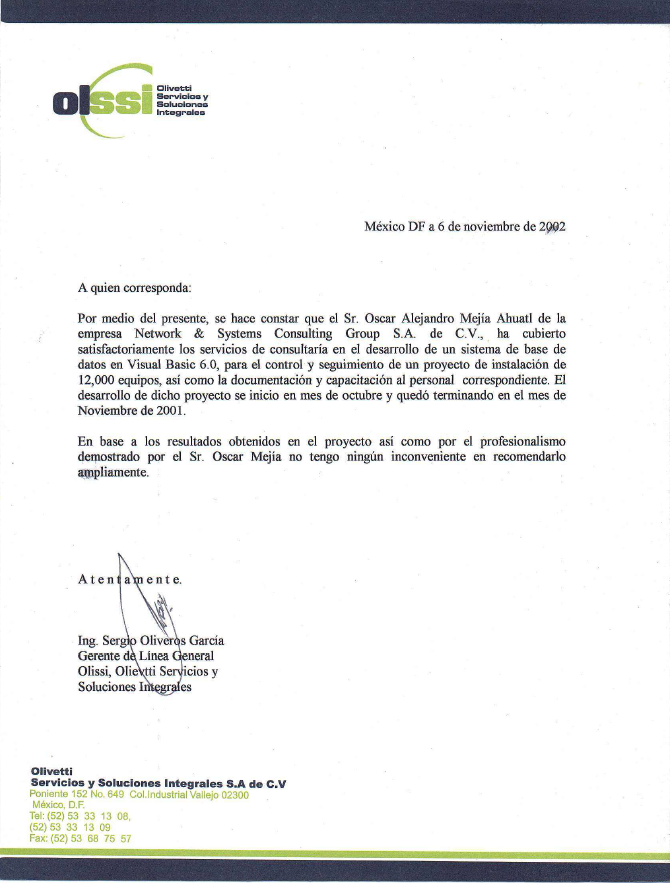 olssi
Olivetti
Servicios y
Soluciones
Integrales
México DF a 6 de noviembre de 2002
A quien corresponda:
Por medio del presente, se hace constar que el Sr. Oscar Alejandro Mejía Ahuatl de la
empresa Network & Systems Consulting Group S.A. de C.V., ha cubierto
satisfactoriamente los servicios de consultaría en el desarrollo de un sistema de base de
datos en Visual Basic 6.0, para el control y seguimiento de un proyecto de instalación de
12,000 equipos, así como la documentación y capacitación al personal correspondiente. El
desarrollo de dicho proyecto se inicio en mes de octubre y quedó terminando en el mes de
Noviembre de 2001.
En base a los resultados obtenidos en el proyecto así como por el profesionalismo
demostrado por el Sr. Oscar Mejía no tengo ningún inconveniente en recomendarlo
ampliamente.
Atentamente.
Ing. Sergio Oliveros García
Gerente de Línea General
Olissi, Olievtti Servicios y
Soluciones Integrales
Olivetti
Servicios y Soluciones Integrales S.A de C.V
Poniente 152 No. 649 Col.Industrial Vallejo 02300
México, D.F.
Tel: (52) 53 33 13 08,
(52) 53 33 13 09
Fax: (52) 53 68 75 57